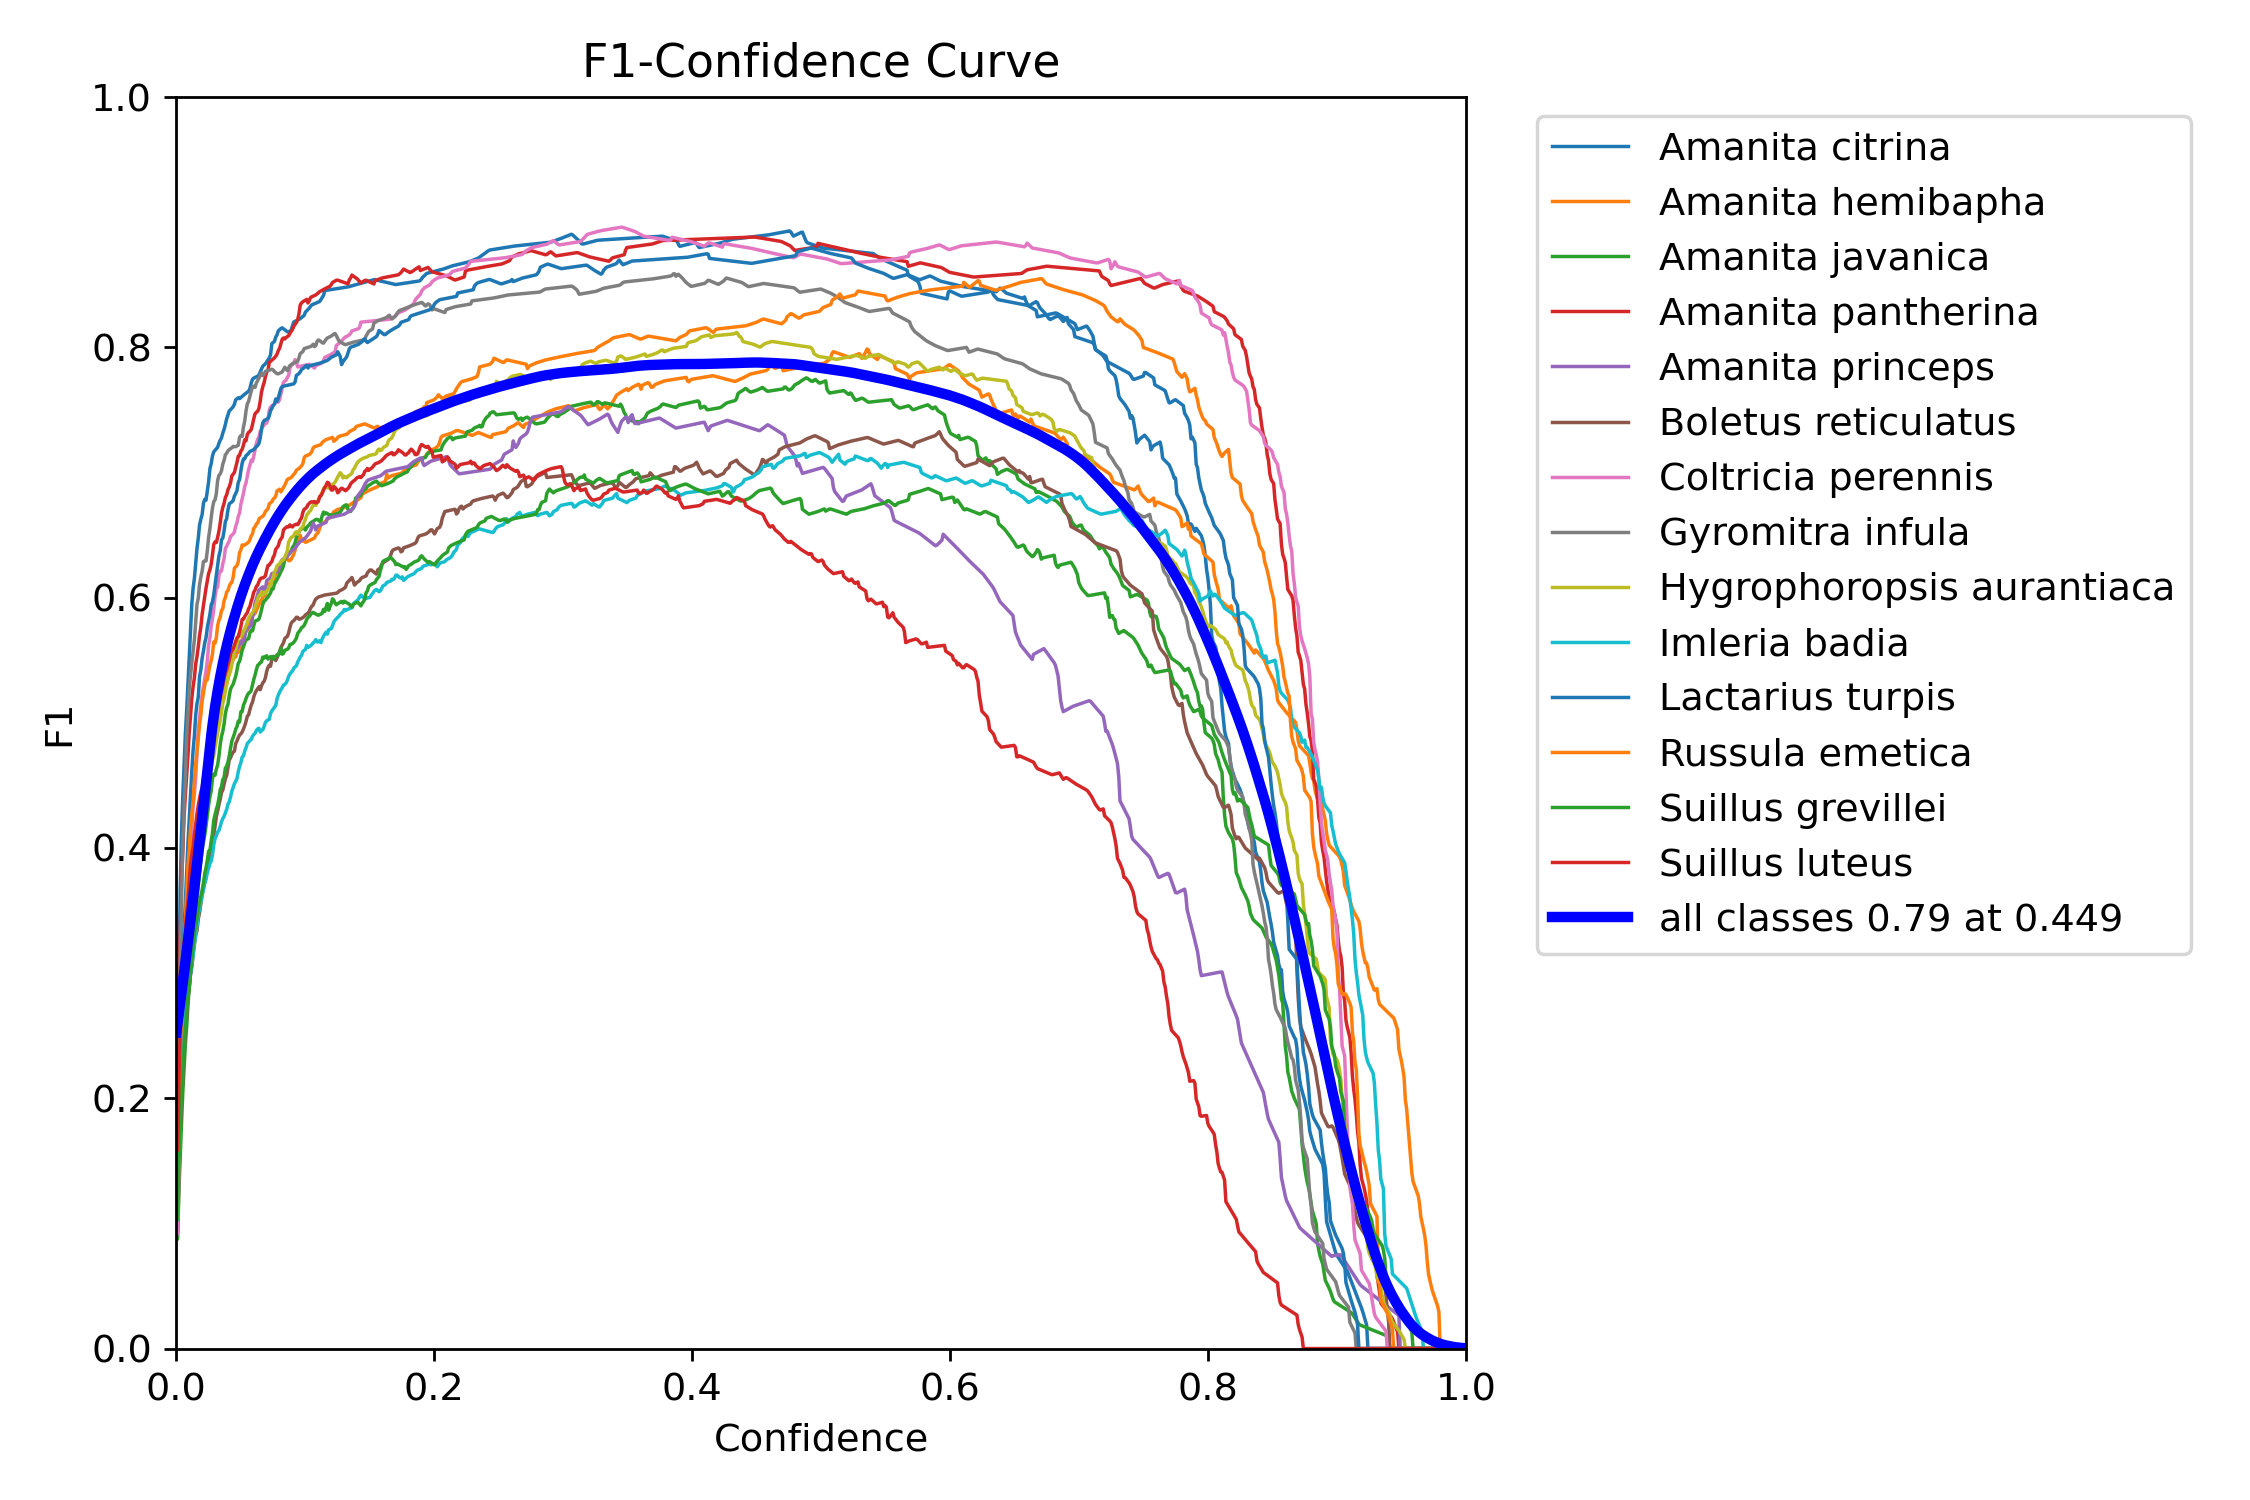 F1-Confidence Curve
1.0
0.8
0.6
0.4
0.2
0.0
F1
0.0 0.2 0.4 0.6 0.8 1.0
Confidence
Amanita citrina
Amanita hemibapha
Amanita javanica
Amanita pantherina
Amanita princeps
Boletus reticulatus
Coltricia perennis
Gyromitra infula
Hygrophoropsis aurantiaca
Imleria badia
Lactarius turpis
Russula emetica
Suillus grevillei
Suillus luteus
all classes 0.79 at 0.449